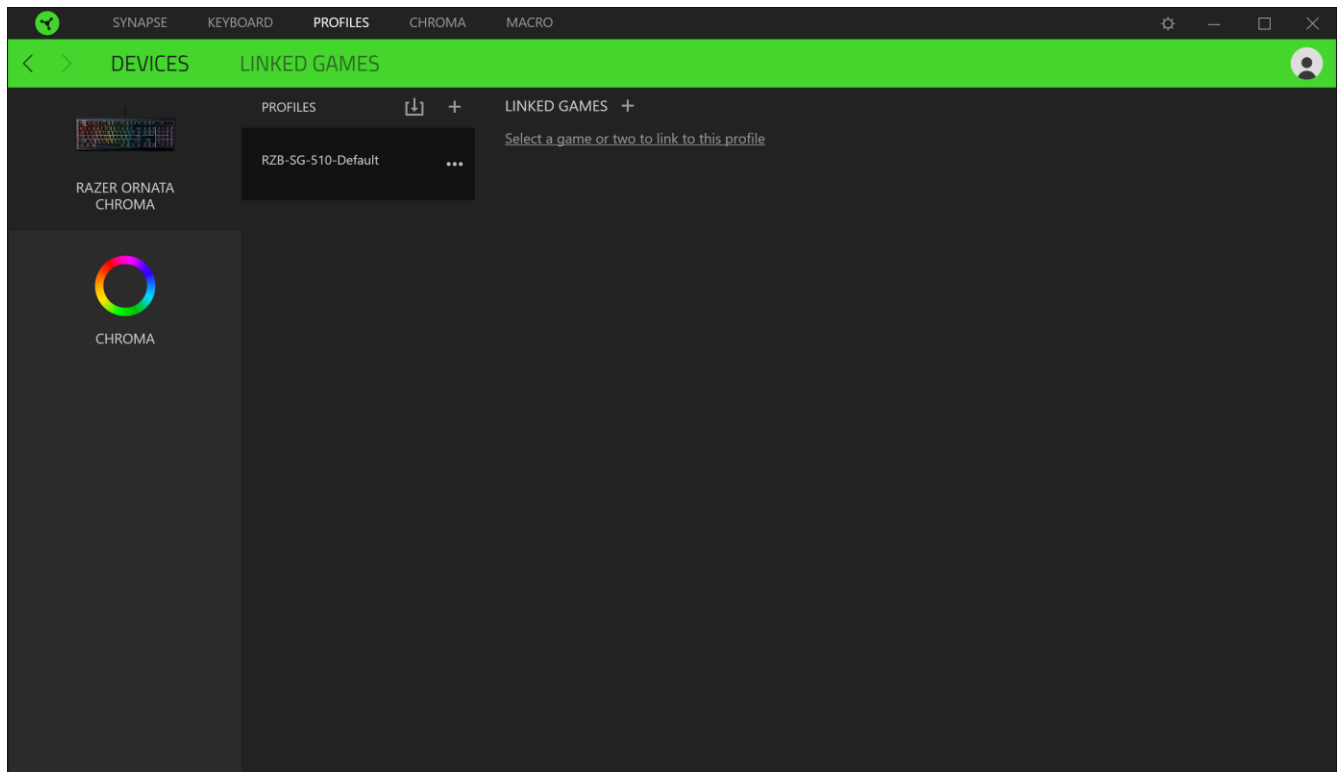 SYNAPSE KEYBOARD PROFILES CHROMA MACRO
DEVICES LINKED GAMES
RAZER ORNATA
CHROMA
CHROMA
PROFILES
RZB-SG-510-Default
LINKED GAMES
Select a game or two to link to this profile